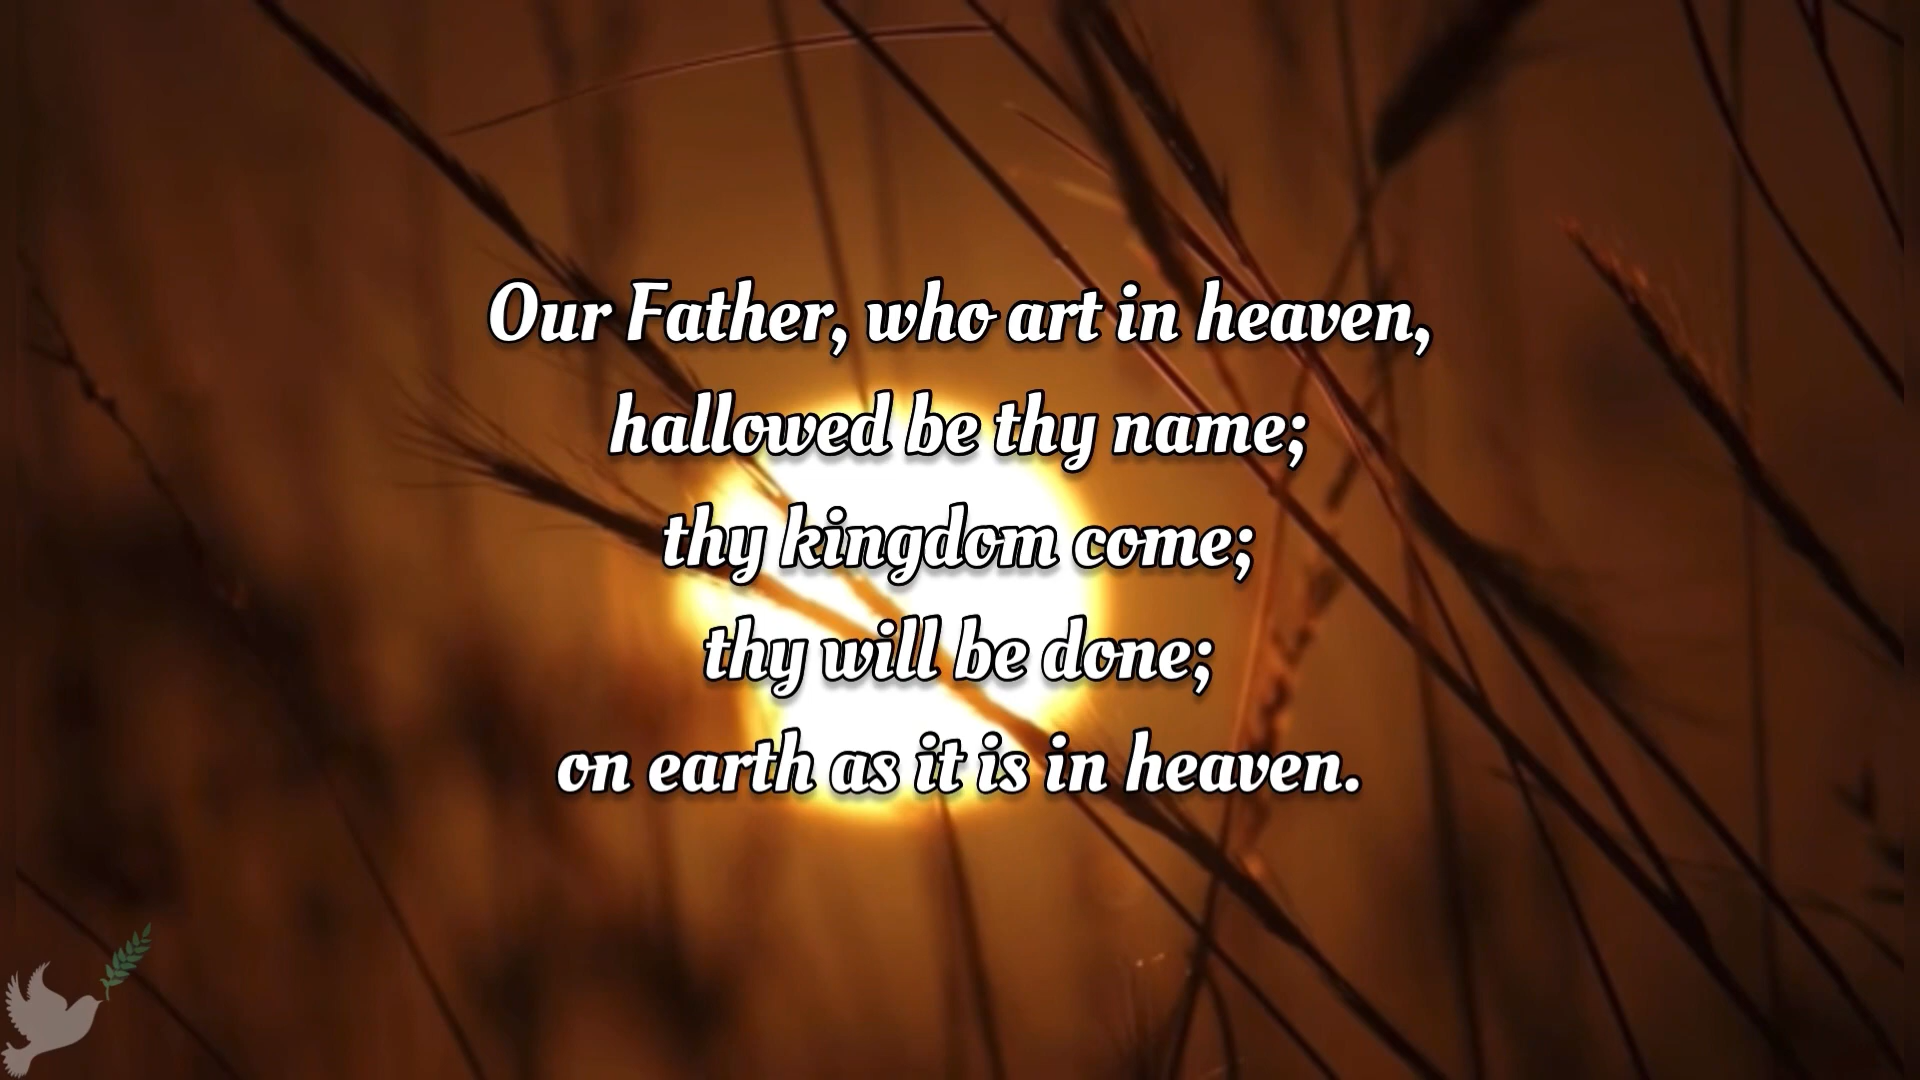 Our Father, who art in heaven,
hallowed be thy name;
thy kingdom come;
thy will be done;
on earth as it is in heaven.